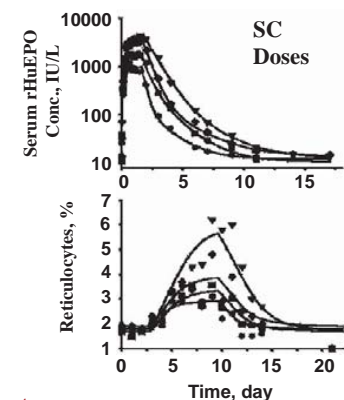 Serum rHuEPO
Conc., IU/L
10000
1000
100
10
SC
Doses
0 5 10 15
Reticulocytes, %
7
6
5
4
3
2
1
0 5 10 15 20
Time, day